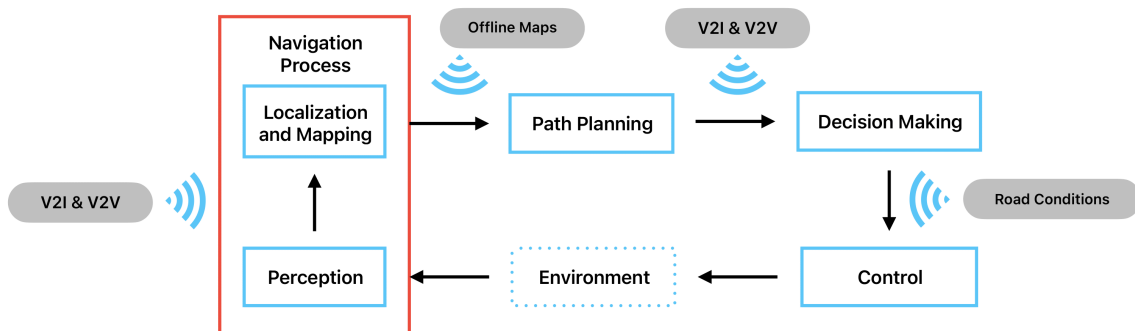 Offline Maps
V2I & V2V
Navigation
Process
Localization
and Mapping
Path Planning
Decision Making
V2I & V2V
Road Conditions
Perception
Environment
Control